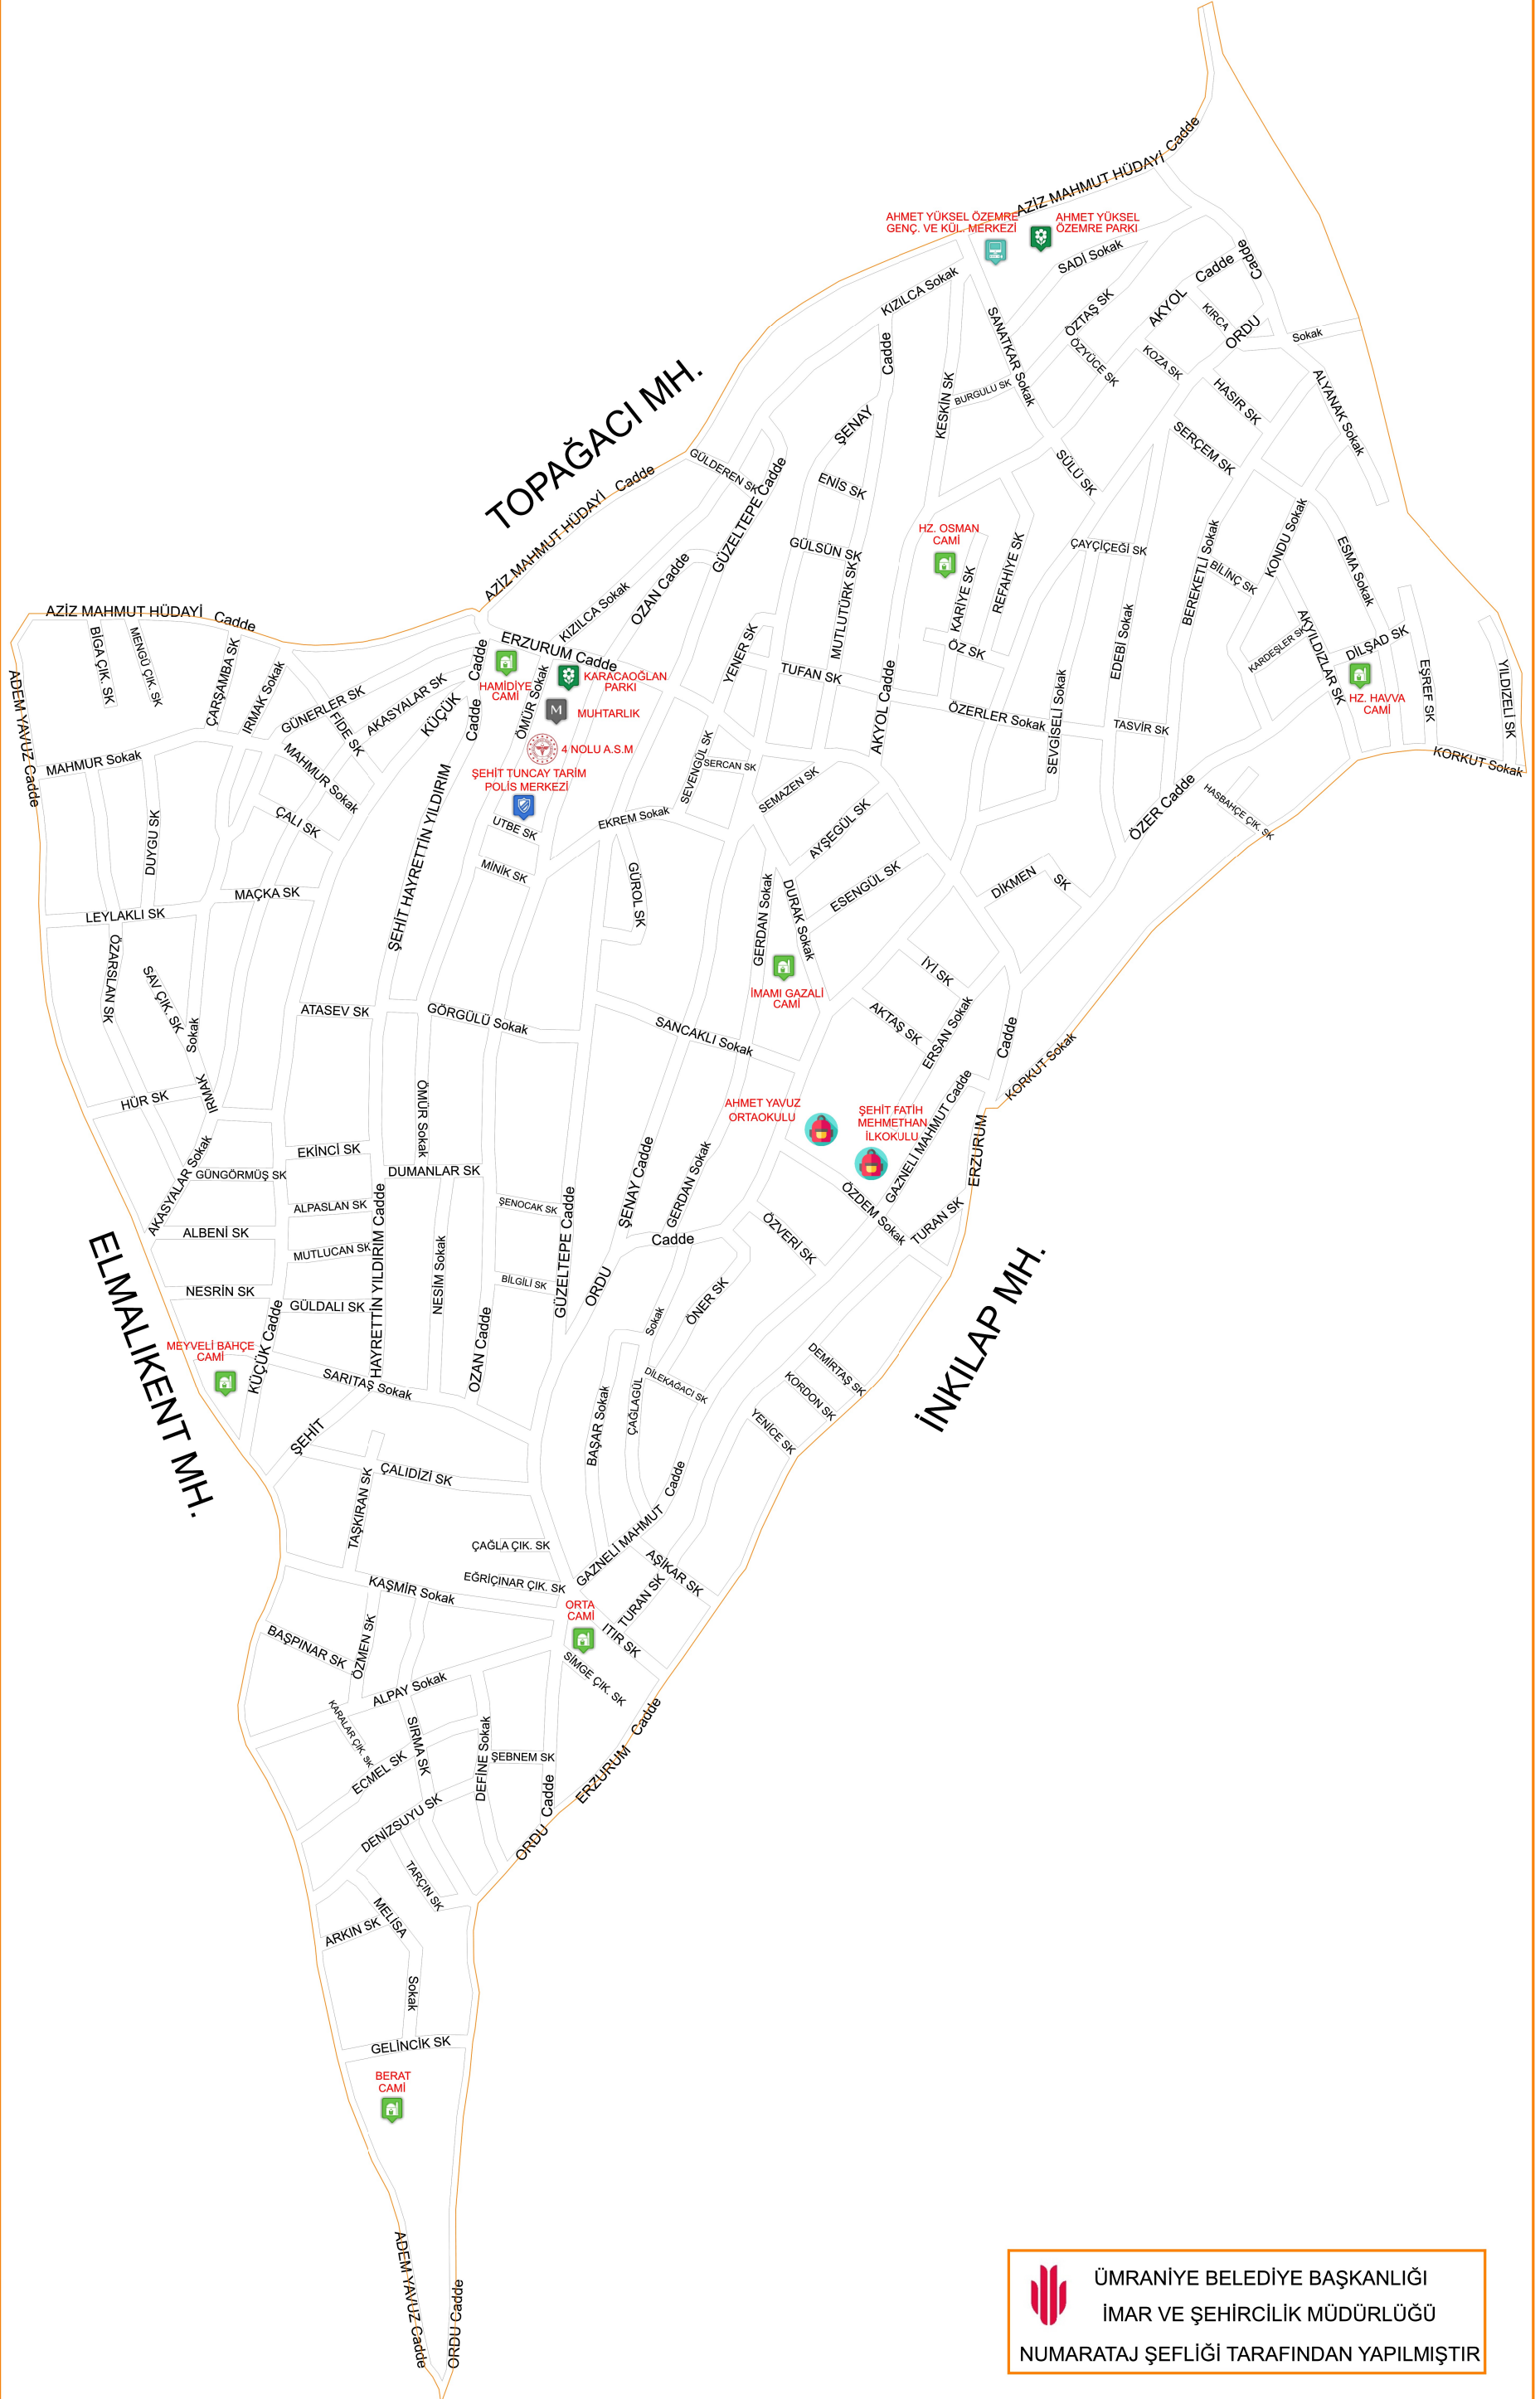 AZİZ MAHMUT HÜDAYİ Cadde
AHMET YÜKSEL ÖZEMRE
GENÇ. VE KÜL. MERKEZİ
AHMET YÜKSEL
ÖZEMRE PARKI
SADİ Sokak
Cadde
KIZILCA Sokak
AKYOL Cadde
ÖZTAŞ SK
KIRCA
ORDU
Sokak
SANATKAR Sokak
ÖZYÜCE SK
KOZA SK
Cadde
TOPAĞACI MH.
KESKİN SK
BURGULU SK
HASIR SK
ALYANAK Sokak
ŞENAY
SERÇEM SK
GÜLDEREN SK
AZİZ MAHMUT HÜDAYİ Cadde
GÜZELTEPE Cadde
ENİS SK
SÜLÜ SK
HZ. OSMAN
CAMİ
GÜLSÜN SK
ÇAYÇİÇEĞİ SK
KONDU Sokak
ESMA Sokak
BEREKETLİ Sokak
BİLİNÇ SK
REFAHİYE SK
KARİYE SK
MUTLUTÜRK SK
OZAN Cadde
KIZILCA Sokak
AZİZ MAHMUT HÜDAYİ Cadde
BİGA ÇIK. SK
MENGÜ ÇIK. SK
ÇARŞAMBA SK
IRMAK Sokak
ERZURUM Cadde
HAMİDİYE
CAMİ
KARACAOĞLAN
PARKI
MUHTARLIK
M
4 NOLU A.S.M
ŞEHİT TUNCAY TARİM
POLİS MERKEZİ
YENER SK
TUFAN SK
ÖZ SK
EDEBİ Sokak
AKYILDIZLAR SK
KARDEŞLER SK
DİLŞAD SK
HZ. HAVVA
CAMİ
EŞREF SK
YILDIZELİ SK
KORKUT Sokak
ADEM YAVUZ Cadde
GÜNERLER SK
AKASYALAR SK
FİDE SK
KÜÇÜK
Cadde
Cadde
ÖMÜR Sokak
AKYOL Cadde
ÖZERLER Sokak
SEVGİSELİ Sokak
TASVİR SK
MAHMUR Sokak
MAHMUR Sokak
SEVENGÜL SK
SERCAN SK
SEMAZEN SK
HASBAHÇE ÇIK. SK
ÖZER Cadde
DUYGU SK
ÇALI SK
ŞEHİT HAYRETTİN YILDIRIM
UTBE SK
EKREM Sokak
AYŞEGÜL SK
MİNİK SK
GÜROL SK
DURAK Sokak
ESENGÜL SK
DİKMEN
SK
MAÇKA SK
LEYLAKLI SK
GERDAN Sokak
İMAMI GAZALİ
CAMİ
İYİ SK
ÖZARSLAN SK
SAV ÇIK. SK
Sokak
IRMAK
ATASEV SK
GÖRGÜLÜ Sokak
SANCAKLI Sokak
AKTAŞ SK
ERSAN Sokak
Cadde
KORKUT Sokak
HÜR SK
ÖMÜR Sokak
AHMET YAVUZ
ORTAOKULU
ŞEHİT FATİH
MEHMETHAN
İLKOKULU
GAZNELİ MAHMUT Cadde
ERZURUM
AKASYALAR Sokak
EKİNCİ SK
GÜNGÖRMÜŞ SK
DUMANLAR SK
ALPASLAN SK
ŞENOCAK SK
ŞENAY Cadde
GERDAN Sokak
ÖZDEM Sokak
TURAN SK
ALBENİ SK
MUTLUCAN SK
HAYRETTİN YILDIRIM Cadde
NESİM Sokak
GÜZELTEPE Cadde
Cadde
ÖZVERİ SK
ELMALIKENT MH.
NESRİN SK
GÜLDALI SK
BİLGİLİ SK
ORDU
ÖNER SK
İNKILAP MH.
Sokak
OZAN Cadde
MEYVELİ BAHÇE
CAMİ
KÜÇÜK Cadde
SARITAŞ Sokak
DİLEKAĞACI SK
DEMİRTAŞ SK
KORDON SK
ÇAĞLAGÜL
BAŞAR Sokak
ŞEHİT
YENİCE SK
ÇALIDİZİ SK
Cadde
TAŞKIRAN SK
ÇAĞLA ÇIK. SK
GAZNELİ MAHMUT
EĞRİÇINAR ÇIK. SK
AŞİKAR SK
KAŞMİR Sokak
TURAN SK
ORTA
CAMİ
ITIR SK
BAŞPINAR SK
ÖZMEN SK
SİMGE ÇIK. SK
ALPAY Sokak
KARALAR ÇIK. SK
SIRMA SK
DEFİNE Sokak
ŞEBNEM SK
ECMEL SK
ERZURUM Cadde
Cadde
DENİZSUYU SK
ORDU
TARÇIN SK
MELİSA
ARKIN SK
Sokak
GELİNCİK SK
BERAT
CAMİ
ADEM YAVUZ Cadde
ORDU Cadde
ÜMRANİYE BELEDİYE BAŞKANLIĞI
İMAR VE ŞEHİRCİLİK MÜDÜRLÜĞÜ
NUMARATAJ ŞEFLİĞİ TARAFINDAN YAPILMIŞTIR